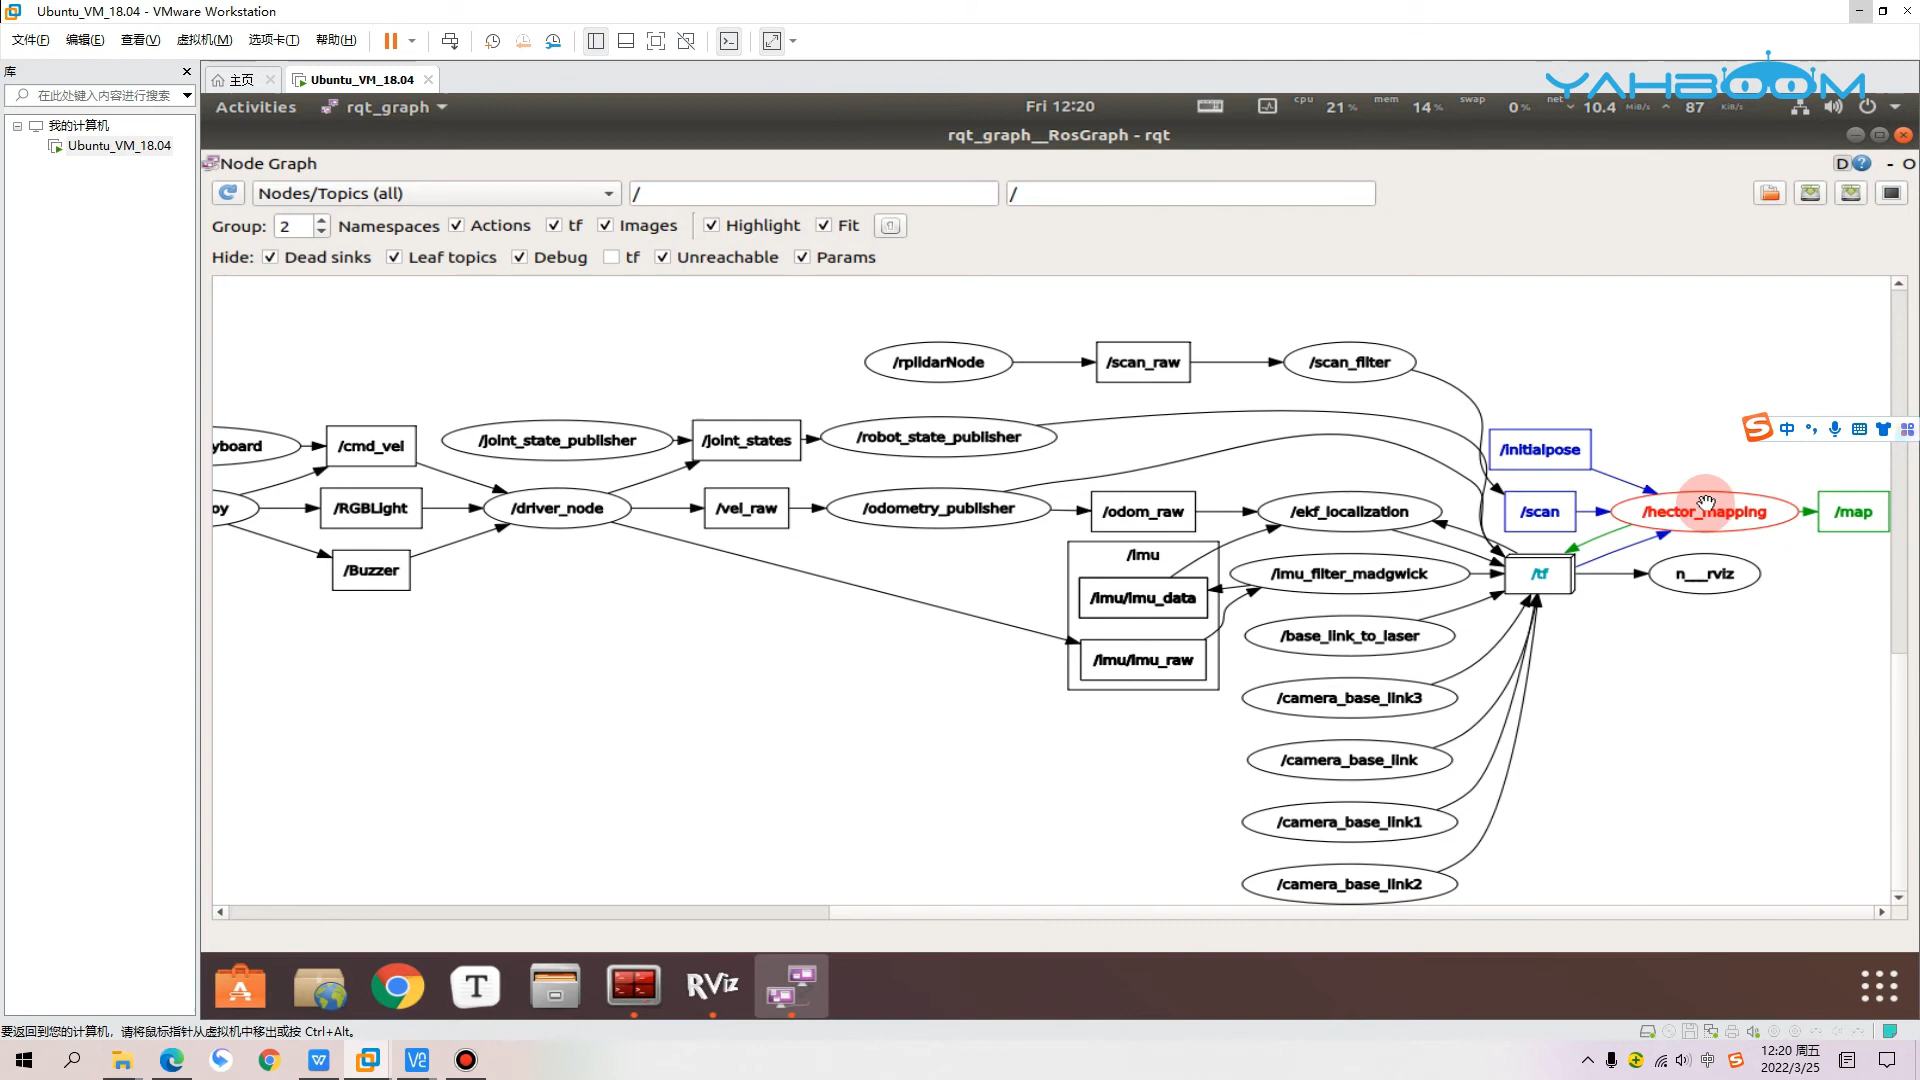 Ubuntu_VM_18.04 - VMware Workstation
文件(F) 编辑(E) 查看(V) 虚拟机(M) 选项卡(T) 帮助(H)
库
主页 Ubuntu_VM_18.04
YAHBOOM
在此处键入内容进行搜索
Activities rqt_graph Fri 12:20 cpu 21 % mem 14 % swap 0 % net 10.4 MiB/s 87 KiB/s
我的计算机
Ubuntu_VM_18.04
rqt_graph__RosGraph - rqt
Node Graph D ? - O
Nodes/Topics (all) / /
Group: 2 Namespaces Actions tf Images Highlight Fit
Hide: Dead sinks Leaf topics Debug tf Unreachable Params
/rplidarNode /scan_raw /scan_filter
中
yboard /cmd_vel /joint_state_publisher /joint_states /robot_state_publisher /initialpose
oy /RGBLight /driver_node /vel_raw /odometry_publisher /odom_raw /ekf_localization /scan /hector_mapping /map
/Buzzer /imu /imu_filter_madgwick /tf n__rviz
/imu/imu_data
/base_link_to_laser
/imu/imu_raw
/camera_base_link3
/camera_base_link
/camera_base_link1
/camera_base_link2
A T RViz
要返回到您的计算机，请将鼠标指针从虚拟机中移出或按 Ctrl+Alt。
中 12:20 周五
2022/3/25